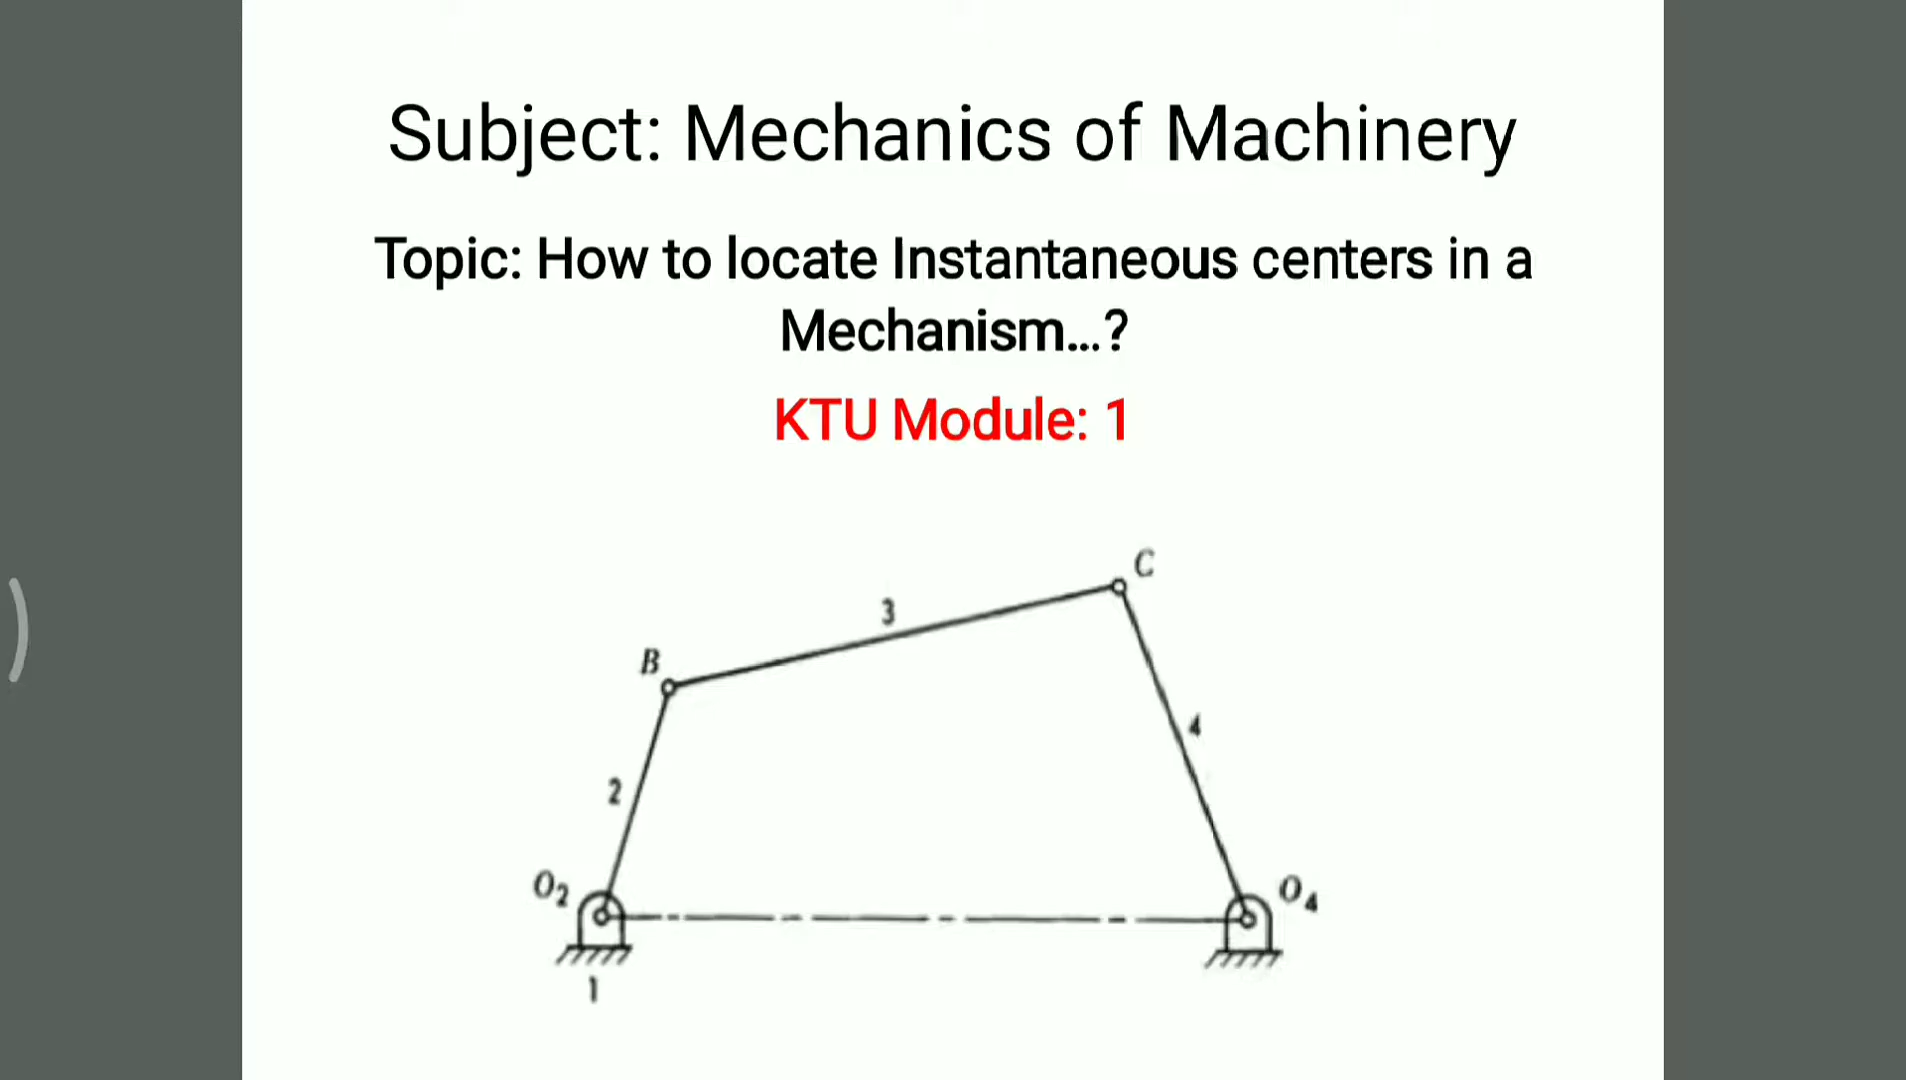 Subject: Mechanics of Machinery
Topic: How to locate Instantaneous centers in a
Mechanism...?
KTU Module: 1
C
3
B
4
2
O2
O4
1